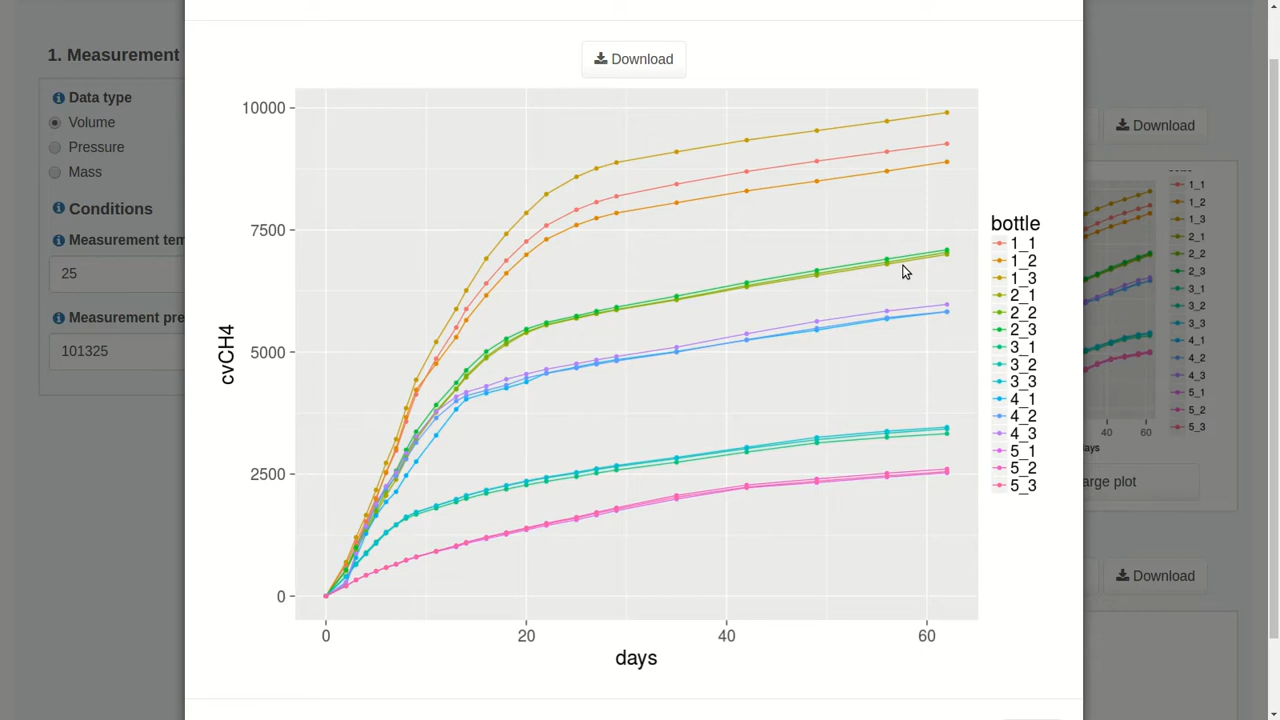 1. Measurement
Data type
Volume
Pressure
Mass
Conditions
Measurement tem
25
Measurement pre
101325
Download
10000
7500
5000
2500
0
0
20
40
60
cvCH4
days
bottle
1_1
1_2
1_3
2_1
2_2
2_3
3_1
3_2
3_3
4_1
4_2
4_3
5_1
5_2
5_3
Download
1_1
1_2
1_3
2_1
2_2
2_3
3_1
3_2
3_3
4_1
4_2
4_3
5_1
5_2
5_3
40
60
ays
arge plot
Download